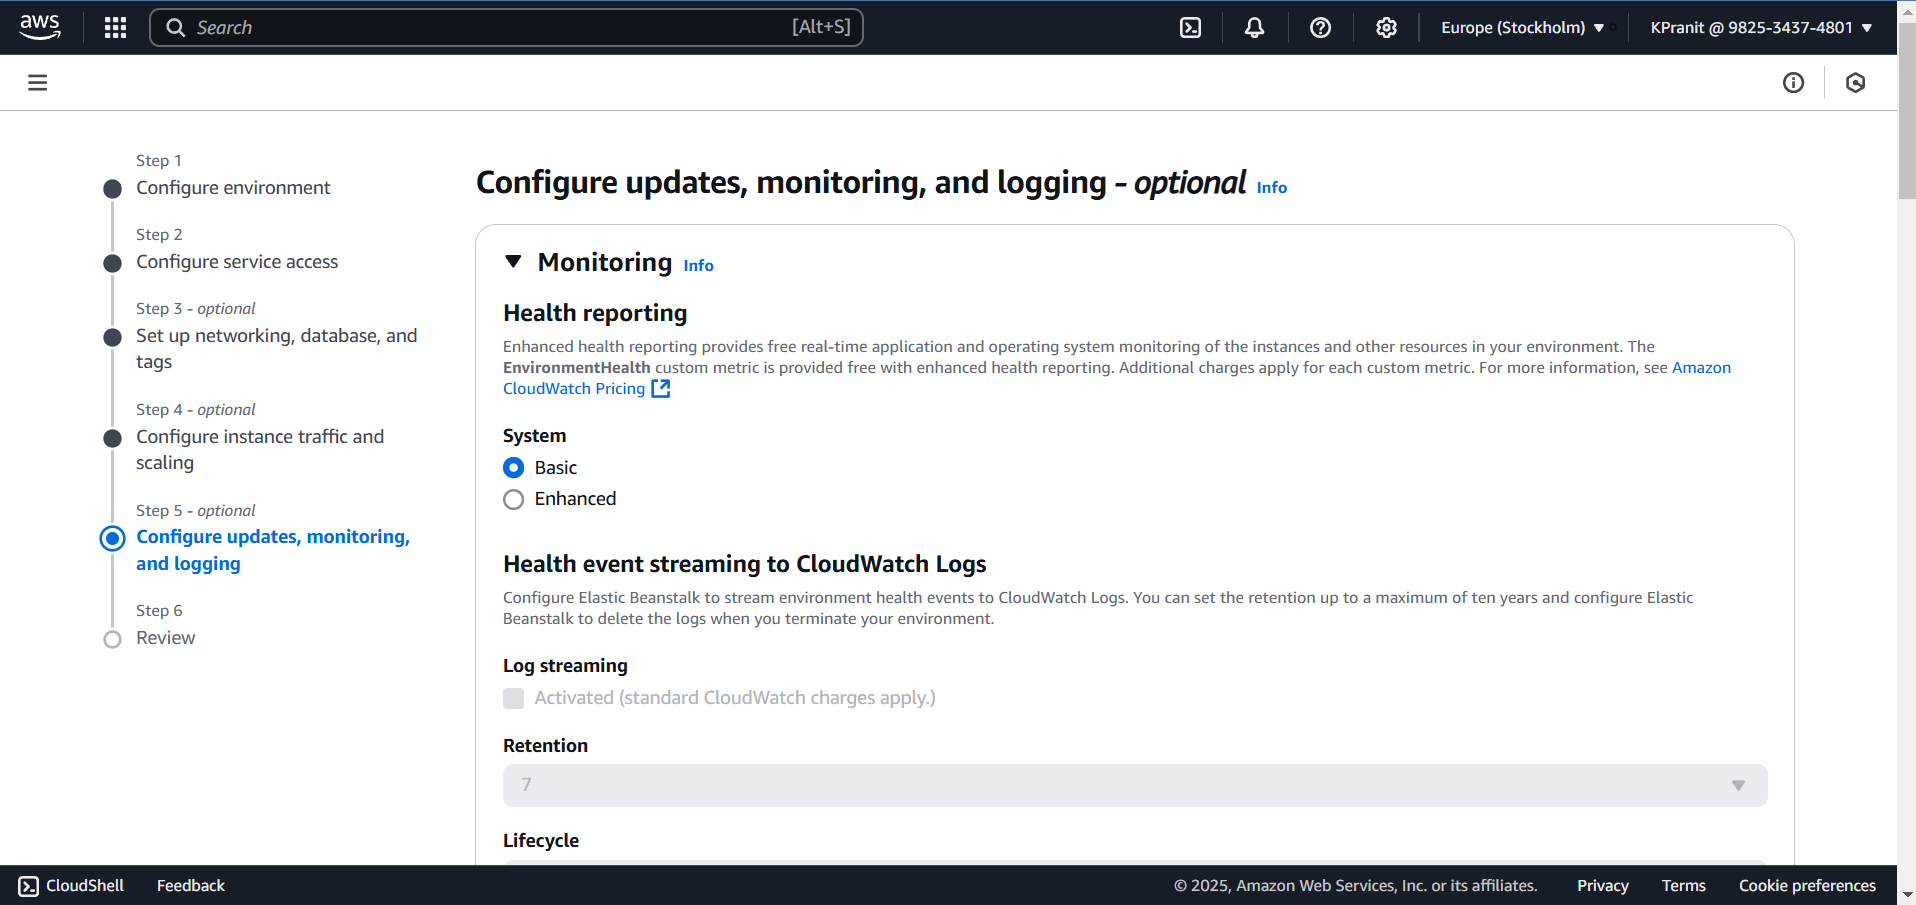 aws
Search
[Alt+S]
Europe (Stockholm)
KPranit @ 9825-3437-4801
Step 1
Configure environment
Step 2
Configure service access
Step 3 - optional
Set up networking, database, and
tags
Step 4 - optional
Configure instance traffic and
scaling
Step 5 - optional
Configure updates, monitoring,
and logging
Step 6
Review
Configure updates, monitoring, and logging - optional Info
Monitoring Info
Health reporting
Enhanced health reporting provides free real-time application and operating system monitoring of the instances and other resources in your environment. The
EnvironmentHealth custom metric is provided free with enhanced health reporting. Additional charges apply for each custom metric. For more information, see Amazon
CloudWatch Pricing
System
Basic
Enhanced
Health event streaming to CloudWatch Logs
Configure Elastic Beanstalk to stream environment health events to CloudWatch Logs. You can set the retention up to a maximum of ten years and configure Elastic
Beanstalk to delete the logs when you terminate your environment.
Log streaming
Activated (standard CloudWatch charges apply.)
Retention
7
Lifecycle
CloudShell
Feedback
© 2025, Amazon Web Services, Inc. or its affiliates.
Privacy
Terms
Cookie preferences